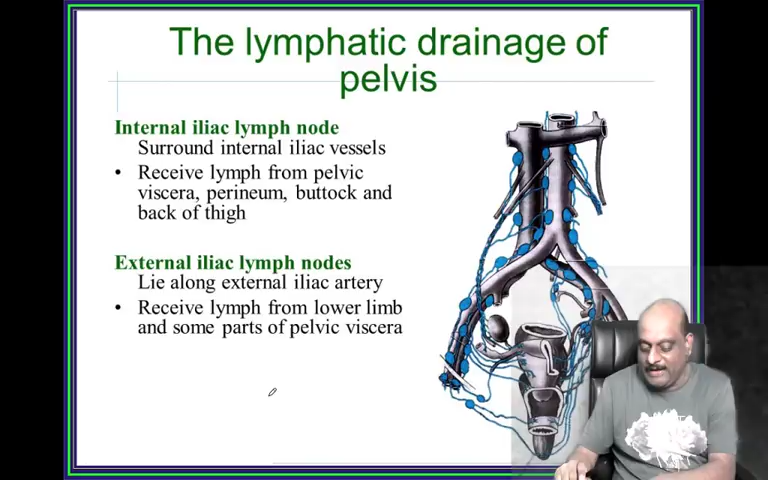 The lymphatic drainage of
pelvis
Internal iliac lymph node
Surround internal iliac vessels
• Receive lymph from pelvic
viscera, perineum, buttock and
back of thigh
External iliac lymph nodes
Lie along external iliac artery
• Receive lymph from lower limb
and some parts of pelvic viscera